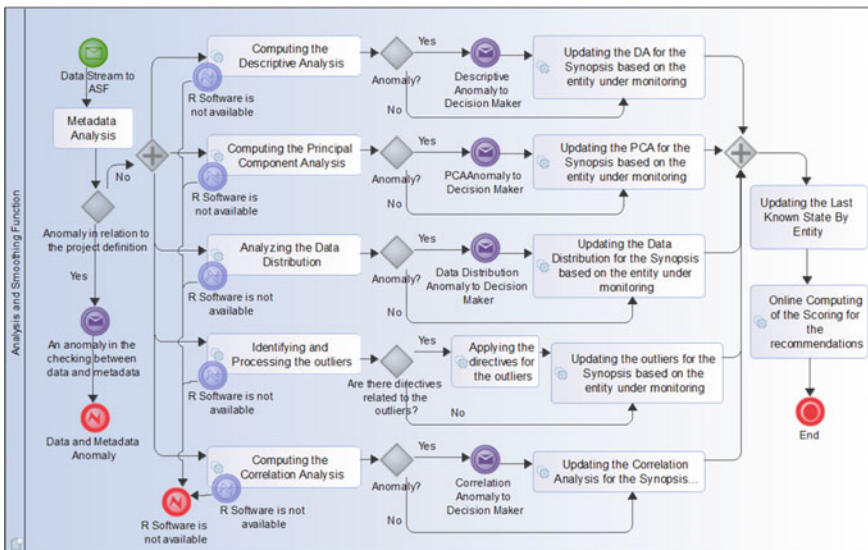 Analysis and Smoothing Function
Data Stream to
ASF
Metadata
Analysis
No
Anomaly in relation to
the project definition
Yes
An anomaly in the
checking between
data and metadata
Data and Metadata
Anomaly
Computing the
Descriptive Analysis
R Software is
not available
Anomaly?
Yes
No
Descriptive
Anomaly to
Decision Maker
Updating the DA for the
Synopsis based on the
entity under monitoring
Computing the Principal
Component Analysis
R Software is
not available
Anomaly?
Yes
No
PCAAnomaly to
Decision Maker
Updating the PCA for the
Synopsis based on the
entity under monitoring
Analyzing the Data
Distribution
R Software is
not available
Anomaly?
Yes
No
Data Distribution
Anomaly to Decision
Maker
Updating the Data
Distribution for the Synopsis
based on the entity under
monitoring
Identifying and
Processing the outliers
R Software is not
available
Are there directives
related to the
outliers?
Yes
No
Applying the
directives for
the outliers
Updating the outliers for the
Synopsis based on the
entity under monitoring
Computing the
Correlation Analysis
R Software is
not available
R Software is
not available
Anomaly?
Yes
No
Correlation
Anomaly to
Decision Maker
Updating the Correlation
Analysis for the Synopsis...
Updating the Last
Known State By
Entity
Online Computing
of the Scoring for
the
recommendations
End